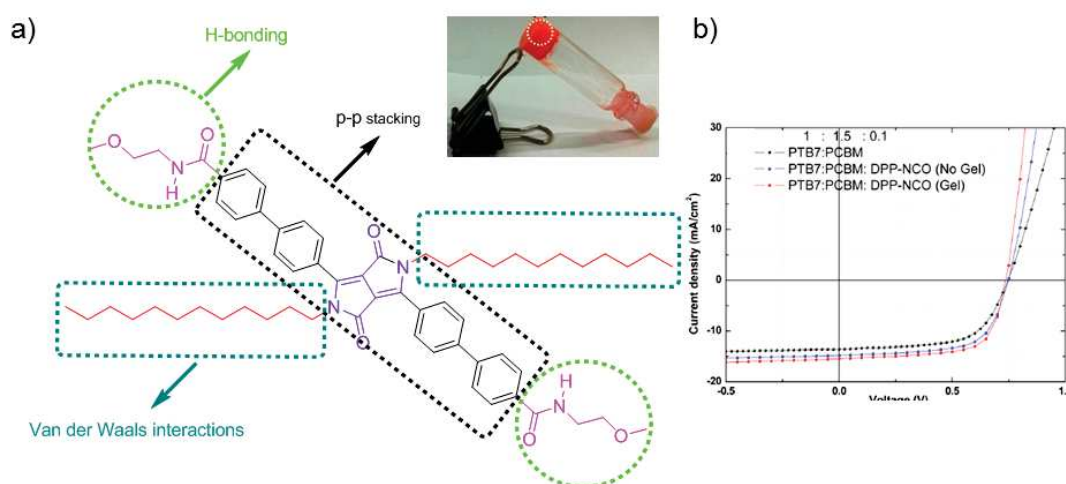 a)
H-bonding
p-p stacking
O
O
N
H
O
N
N
O
H
N
O
O
Van der Waals interactions
b)
1 : 1.5 : 0.1
PTB7:PCBM
PTB7:PCBM: DPP-NCO (No Gel)
PTB7:PCBM: DPP-NCO (Gel)
Current density (mA/cm²)
30
20
10
0
-10
-20
-0.5
0.0
0.5
1.
Voltage (V)